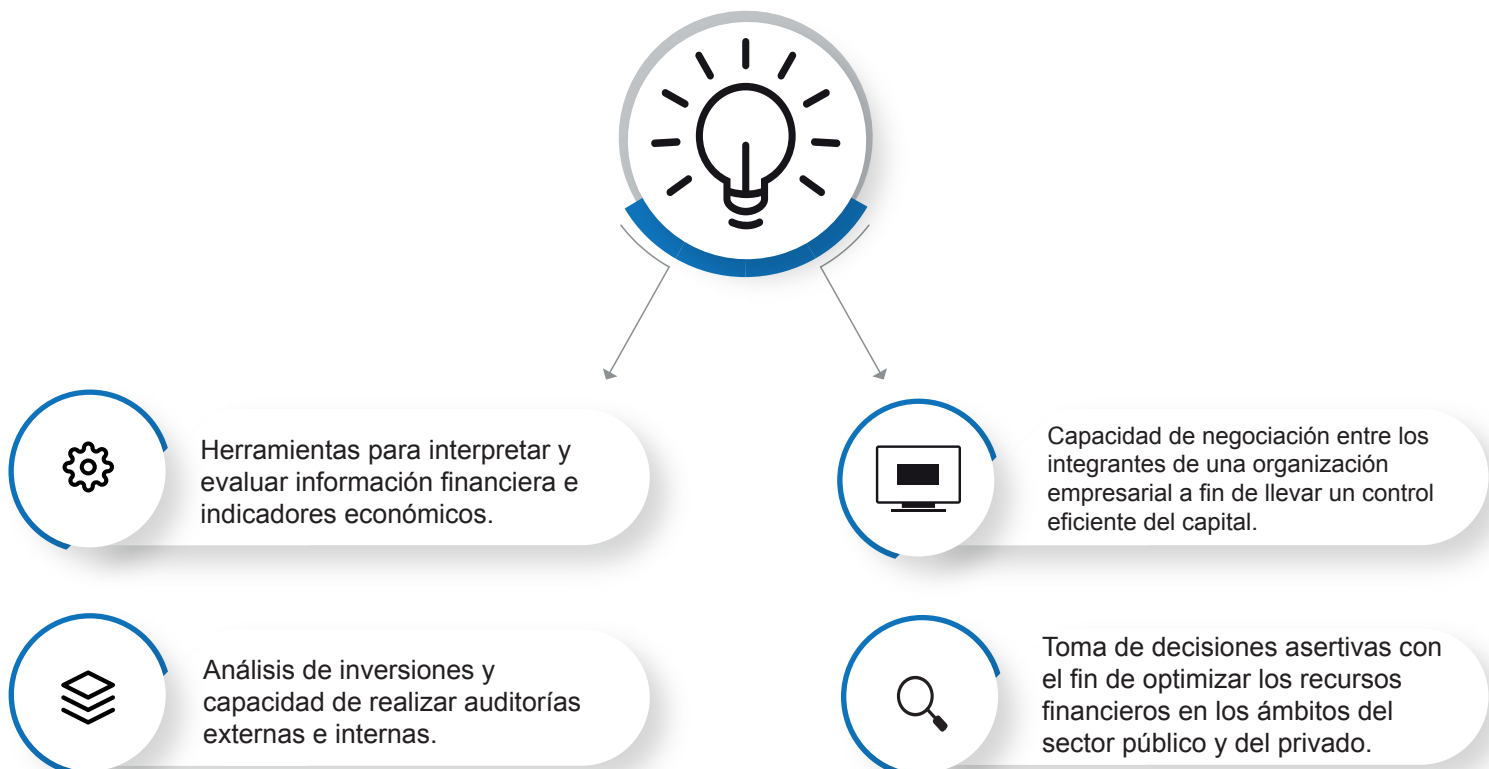 Herramientas para interpretar y
evaluar información financiera e
indicadores económicos.
Capacidad de negociación entre los
integrantes de una organización
empresarial a fin de llevar un control
eficiente del capital.
Análisis de inversiones y
capacidad de realizar auditorías
externas e internas.
Toma de decisiones asertivas con
el fin de optimizar los recursos
financieros en los ámbitos del
sector público y del privado.